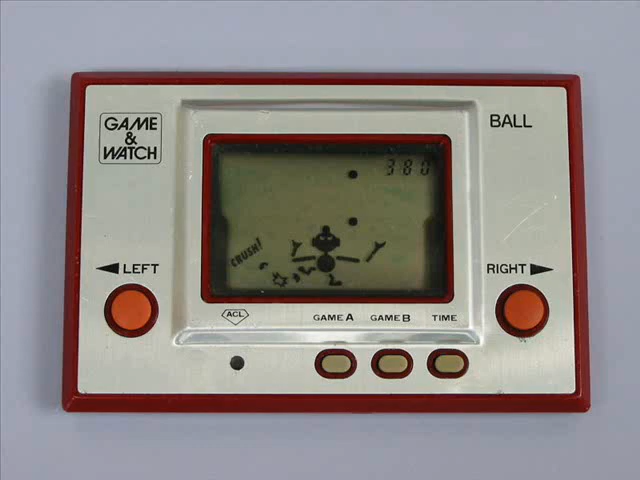 GAME
&
WATCH
BALL
380
CRUSH!
◀ LEFT
RIGHT ▶
ACL
GAME A GAME B TIME